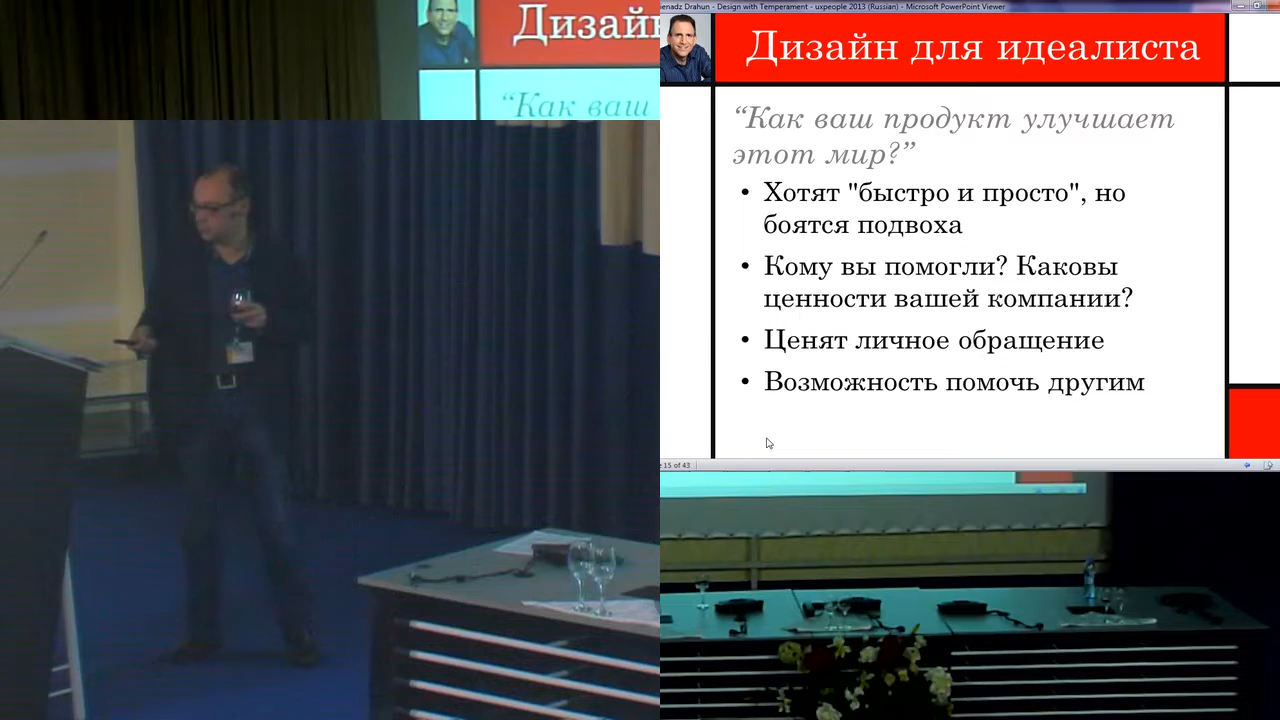 Дизайн
“Как ваш
enadz Drahun - Design with Temperament - uxpeople 2013 (Russian) - Microsoft PowerPoint Viewer
Дизайн для идеалиста
“Как ваш продукт улучшает
этот мир?”
• Хотят "быстро и просто", но
боятся подвоха
• Кому вы помогли? Каковы
ценности вашей компании?
• Ценят личное обращение
• Возможность помочь другим
15 of 43